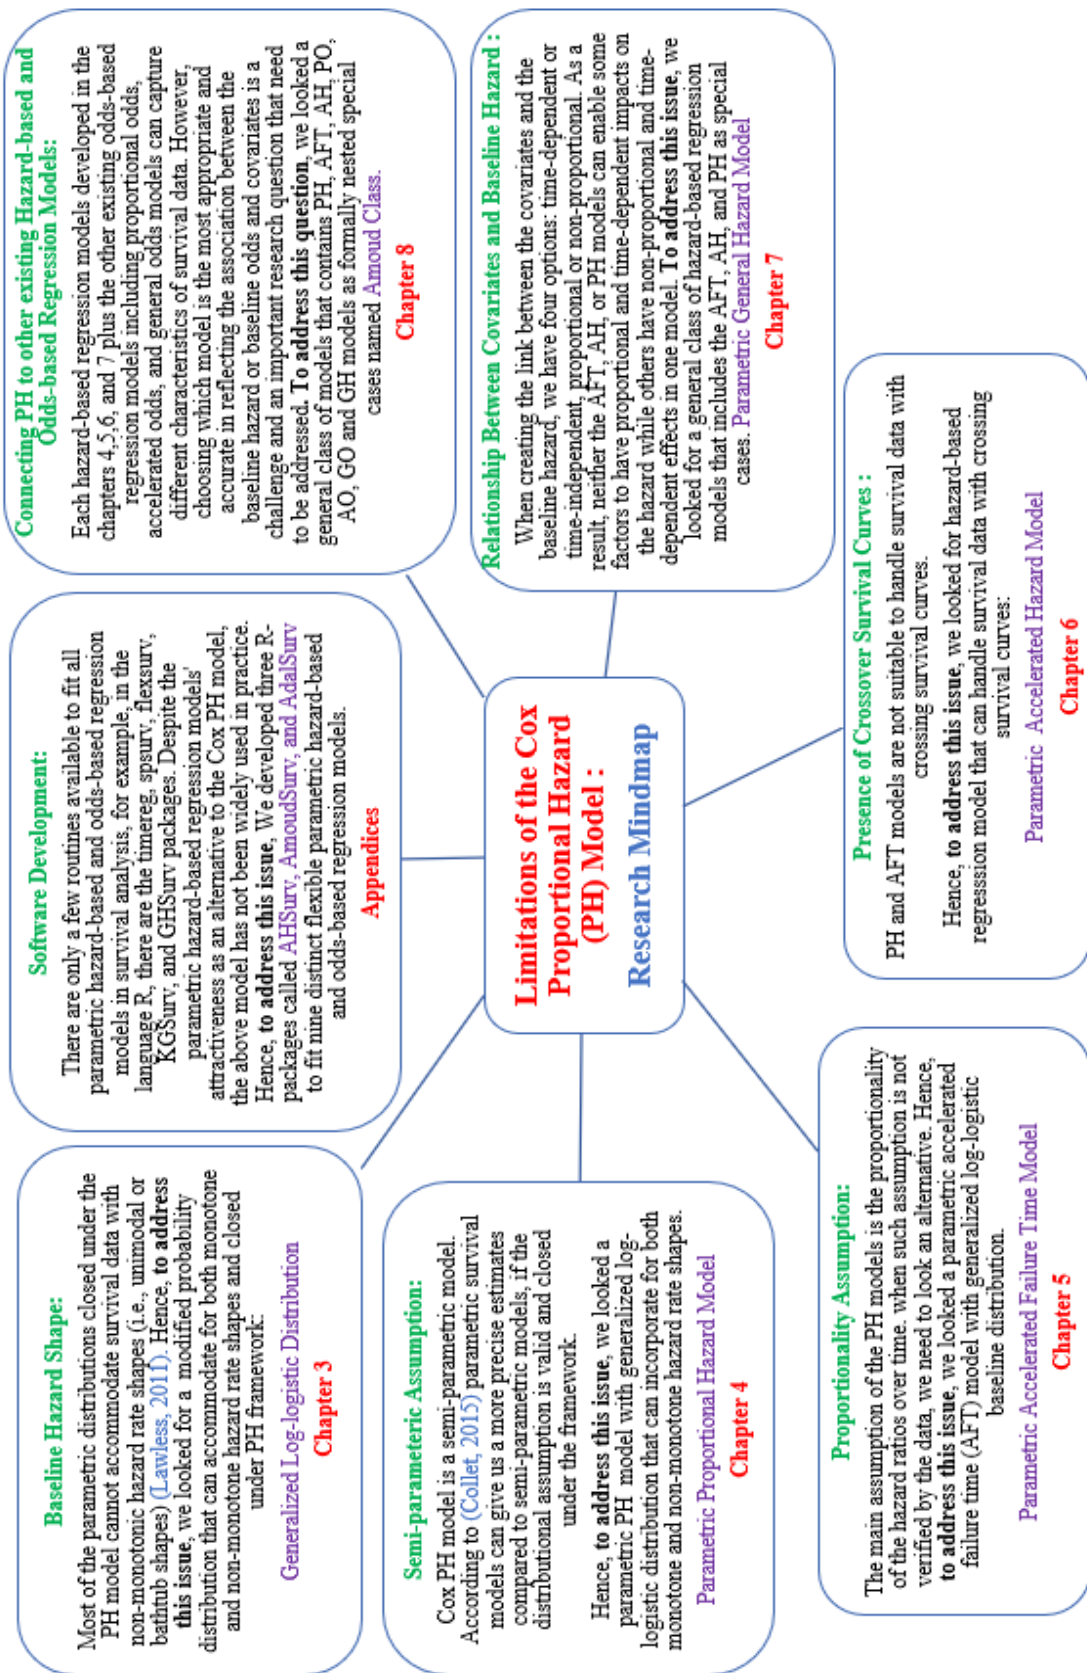 Baseline Hazard Shape:
Most of the parametric distributions closed under the
PH model cannot accommodate survival data with
non-monotonic hazard rate shapes (i.e., unimodal or
bathtub shapes) (Lawless, 2011). Hence, to address
this issue, we looked for a modified probability
distribution that can accommodate for both monotone
and non-monotone hazard rate shapes and closed
under PH framework:
Generalized Log-logistic Distribution
Chapter 3
Software Development:
There are only a few routines available to fit all
parametric hazard-based and odds-based regression
models in survival analysis, for example, in the
language R, there are the timereg, spsurv, flexsurv,
KGSurv, and GHSurv packages. Despite the
parametric hazard-based regression models'
attractiveness as an alternative to the Cox PH model,
the above model has not been widely used in practice.
Hence, to address this issue, We developed three R-
packages called AHSurv, AmoudSurv, and AdalSurv
to fit nine distinct flexible parametric hazard-based
and odds-based regression models.
Appendices
Connecting PH to other existing Hazard-based and
Odds-based Regression Models:
Each hazard-based regression models developed in the
chapters 4,5,6, and 7 plus the other existing odds-based
- regression models including proportional odds,
accelerated odds, and general odds models can capture
different characteristics of survival data. However,
choosing which model is the most appropriate and
accurate in reflecting the association between the
baseline hazard or baseline odds and covariates is a
challenge and an important research question that need
to be addressed. To address this question, we looked a
general class of models that contains PH, AFT, AH, PO,
AO, GO and GH models as formally nested special
cases named Amoud Class.
Chapter 8
Semi-parameteric Assumption:
Cox PH model is a semi-parametric model.
According to (Collet, 2015) parametric survival
models can give us a more precise estimates
compared to semi-parametric models, if the
distributional assumption is valid and closed
under the framework.
Hence, to address this issue, we looked a
parametric PH model with generalized log-
logistic distribution that can incorporate for both
monotone and non-monotone hazard rate shapes.
Parametric Proportional Hazard Model
Chapter 4
Limitations of the Cox
Proportional Hazard
(PH) Model :
Research Mindmap
Relationship Between Covariates and Baseline Hazard :
When creating the link between the covariates and the
baseline hazard, we have four options: time-dependent or
time-independent, proportional or non-proportional. As a
result, neither the AFT, AH, or PH models can enable some
factors to have proportional and time-dependent impacts on
the hazard while others have non-proportional and time-
dependent effects in one model. To address this issue, we
looked for a general class of hazard-based regression
models that includes the AFT, AH, and PH as special
cases. Parametric General Hazard Model
Chapter 7
Proportionality Assumption:
The main assumption of the PH models is the proportionality
of the hazard ratios over time. when such assumption is not
verified by the data, we need to look an alternative. Hence,
to address this issue, we looked a parametric accelerated
failure time (AFT) model with generalized log-logistic
baseline distribution.
Parametric Accelerated Failure Time Model
Chapter 5
Presence of Crossover Survival Curves :
PH and AFT models are not suitable to handle survival data with
crossing survival curves.
Hence, to address this issue, we looked for hazard-based
regresssion model that can handle survival data with crossing
survival curves:
Parametric Accelerated Hazard Model
Chapter 6